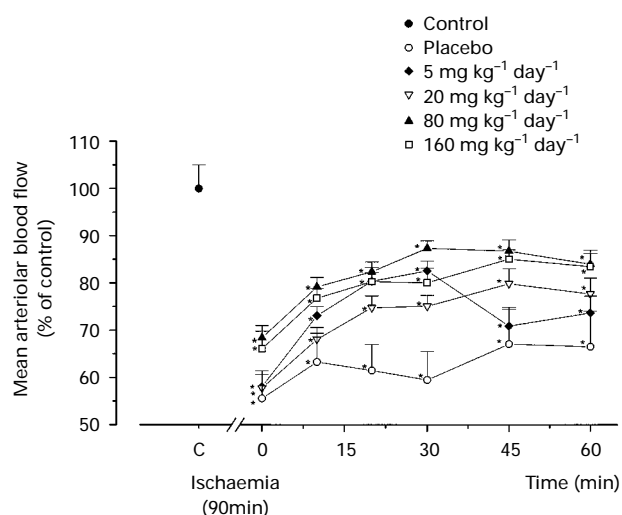 Control
Placebo
5 mg kg⁻¹ day⁻¹
20 mg kg⁻¹ day⁻¹
80 mg kg⁻¹ day⁻¹
160 mg kg⁻¹ day⁻¹
Mean arteriolar blood flow
(% of control)
110
100
90
80
70
60
50
C
0
15
30
45
60
Ischaemia
(90min)
Time (min)